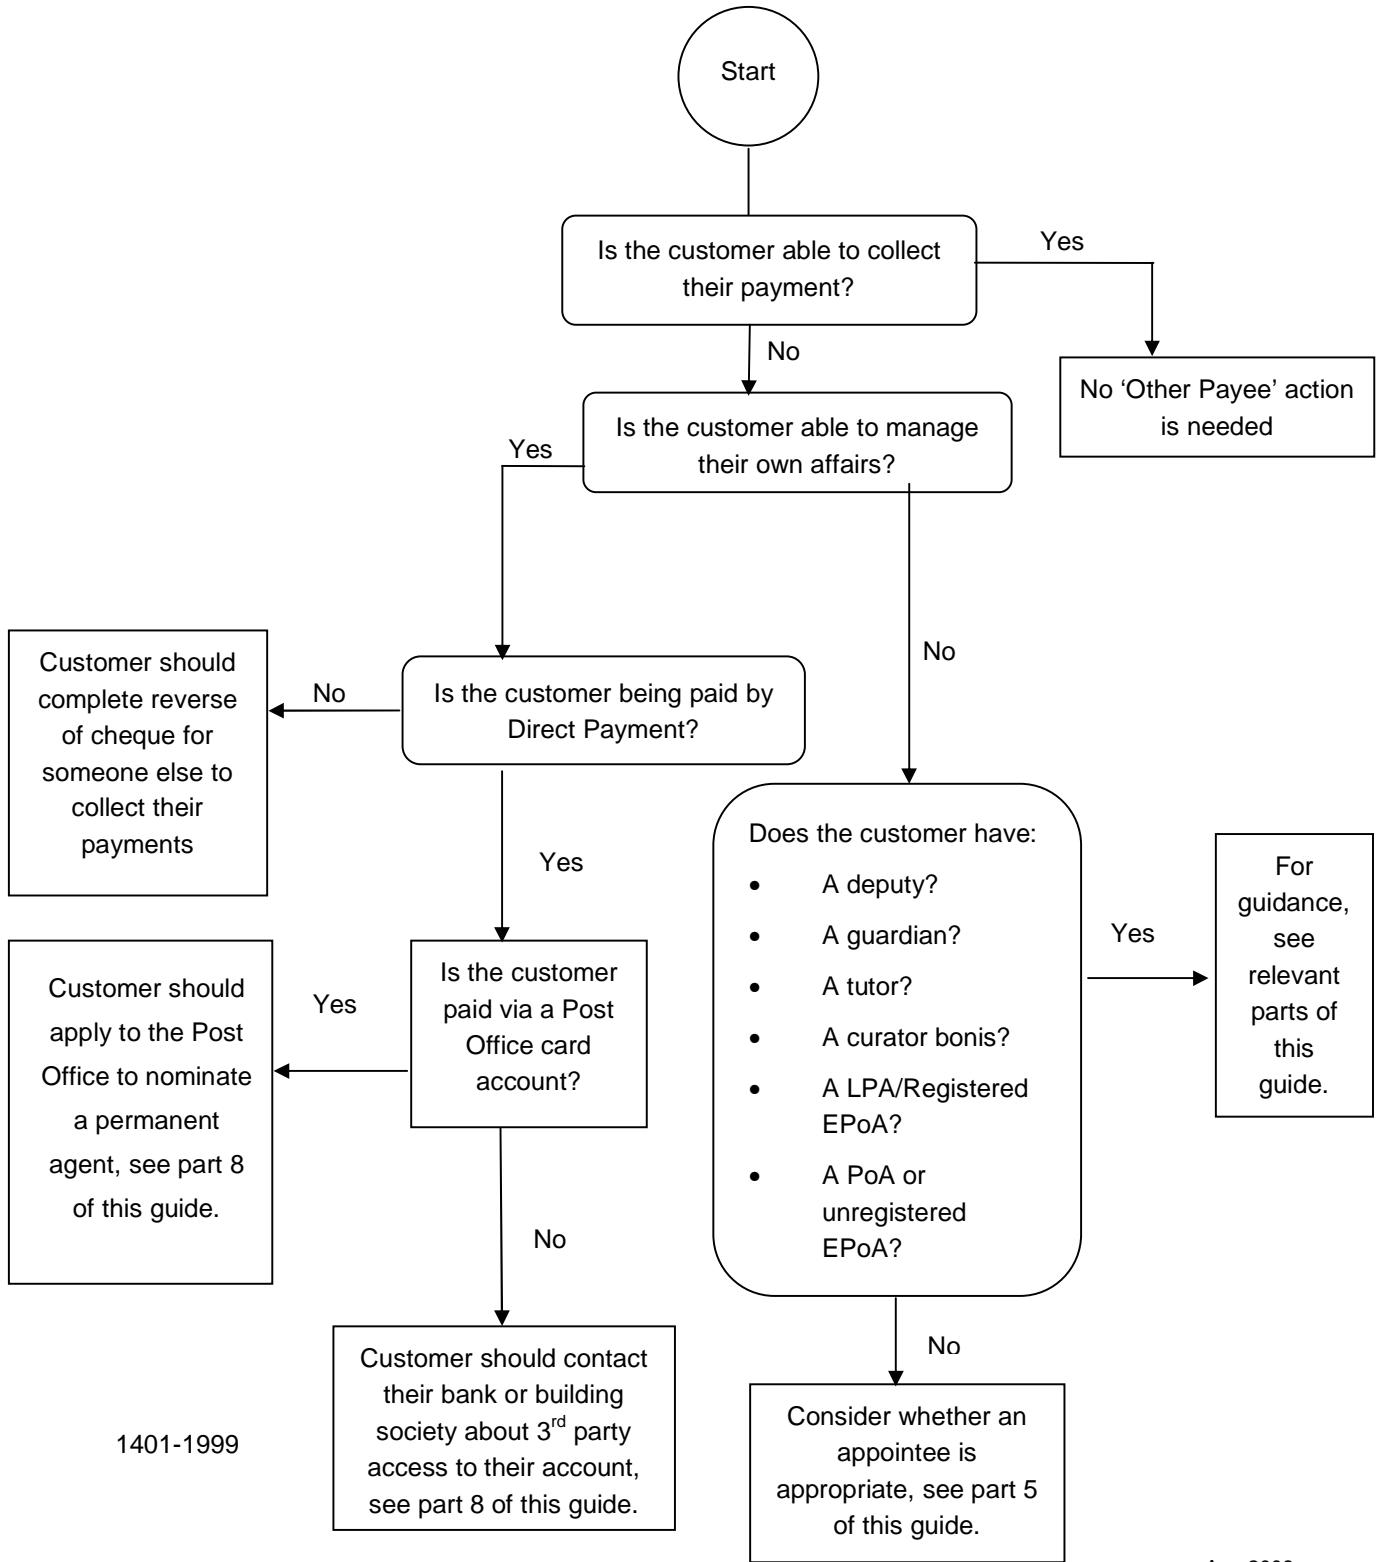 Start
Is the customer able to collect
their payment?
Yes
No
No ‘Other Payee’ action
is needed
Is the customer able to manage
their own affairs?
Yes
No
Customer should
complete reverse
of cheque for
someone else to
collect their
payments
No
Is the customer being paid by
Direct Payment?
Yes
Does the customer have:
• A deputy?
• A guardian?
• A tutor?
• A curator bonis?
• A LPA/Registered
EPoA?
• A PoA or
unregistered
EPoA?
Yes
For
guidance,
see
relevant
parts of
this
guide.
Customer should
apply to the Post
Office to nominate
a permanent
agent, see part 8
of this guide.
Yes
Is the customer
paid via a Post
Office card
account?
No
No
Customer should contact
their bank or building
society about 3rd party
access to their account,
see part 8 of this guide.
Consider whether an
appointee is
appropriate, see part 5
of this guide.
1401-1999